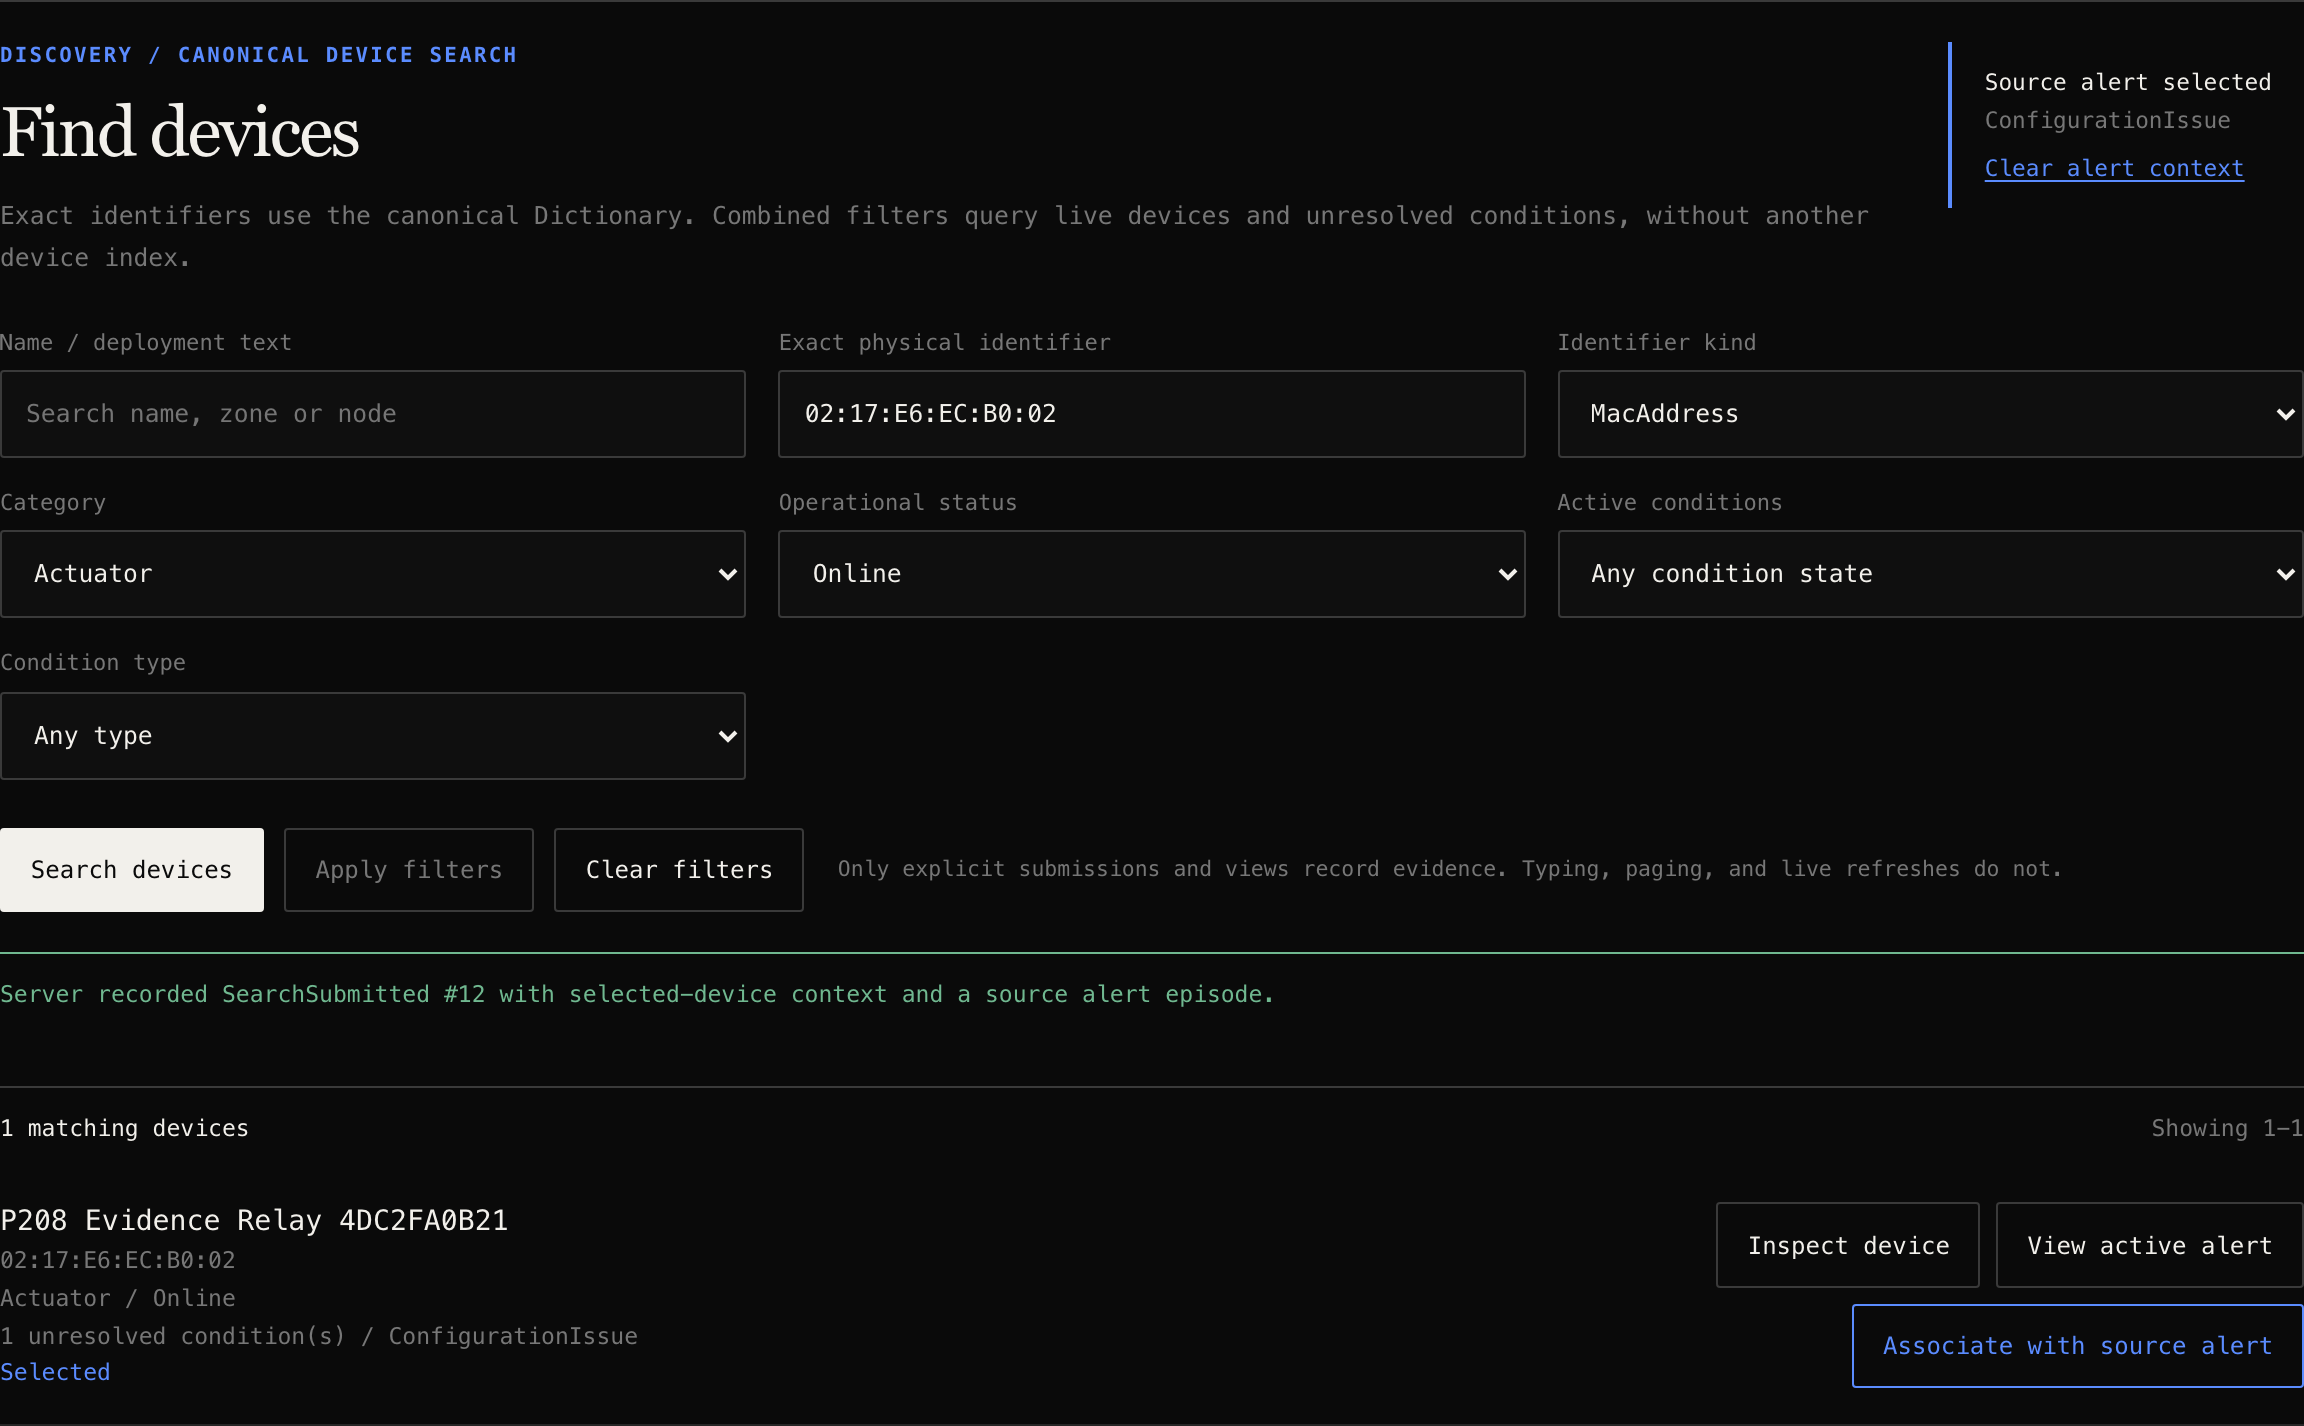 DISCOVERY / CANONICAL DEVICE SEARCH
Find devices
Exact identifiers use the canonical Dictionary. Combined filters query live devices and unresolved conditions, without another
device index.
Source alert selected
ConfigurationIssue
Clear alert context
Name / deployment text
Search name, zone or node
Exact physical identifier
02:17:E6:EC:B0:02
Identifier kind
MacAddress
Category
Actuator
Operational status
Online
Active conditions
Any condition state
Condition type
Any type
Search devices
Apply filters
Clear filters
Only explicit submissions and views record evidence. Typing, paging, and live refreshes do not.
Server recorded SearchSubmitted #12 with selected-device context and a source alert episode.
1 matching devices
Showing 1–1
P208 Evidence Relay 4DC2FA0B21
02:17:E6:EC:B0:02
Actuator / Online
1 unresolved condition(s) / ConfigurationIssue
Selected
Inspect device
View active alert
Associate with source alert